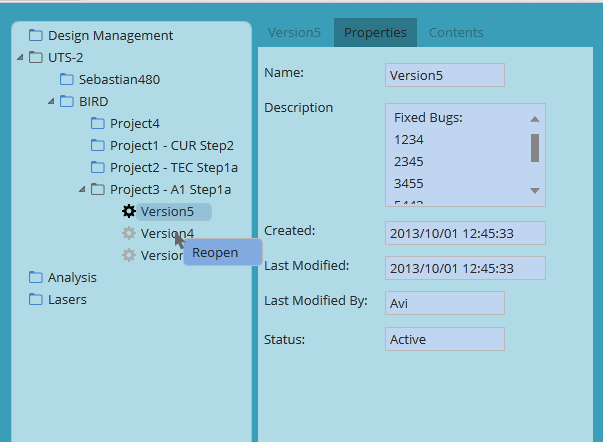 Design Management
UTS-2
Sebastian480
BIRD
Project4
Project1 - CUR Step2
Project2 - TEC Step1a
Project3 - A1 Step1a
Version5
Version4
Version
Reopen
Analysis
Lasers
Version5 Properties Contents
Name: Version5
Description
Fixed Bugs:
1234
2345
3455
Created: 2013/10/01 12:45:33
Last Modified: 2013/10/01 12:45:33
Last Modified By: Avi
Status: Active